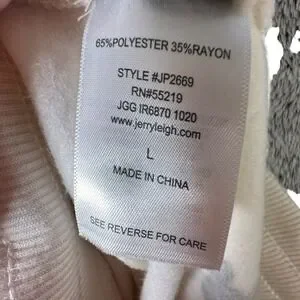 65%POLYESTER 35%RAYON
STYLE #JP2669
RN#55219
JGG IR6870 1020
www.jerryleigh.com
L
MADE IN CHINA
SEE REVERSE FOR CARE